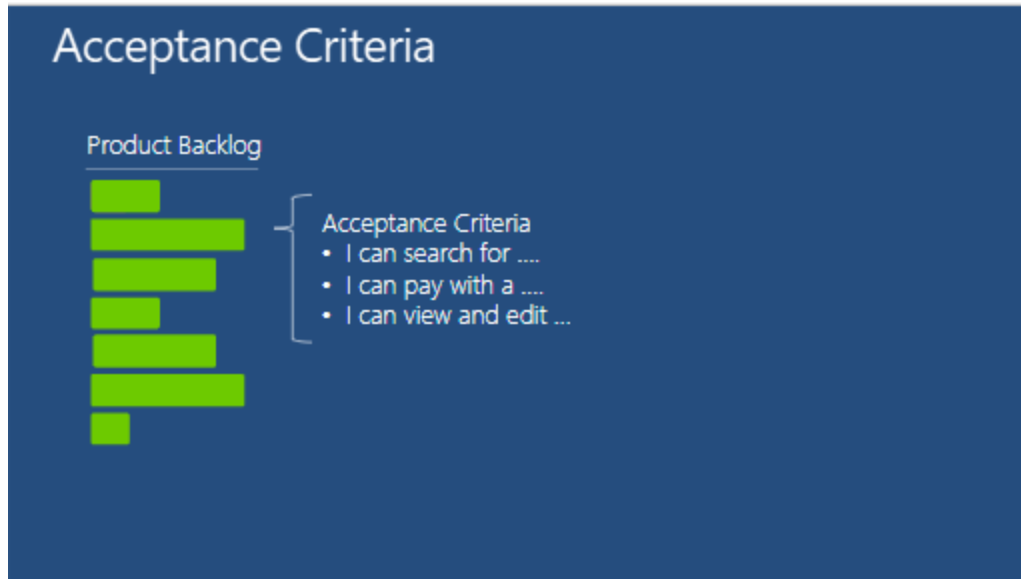 Acceptance Criteria
Product Backlog
Acceptance Criteria
• I can search for ....
• I can pay with a ....
• I can view and edit ...